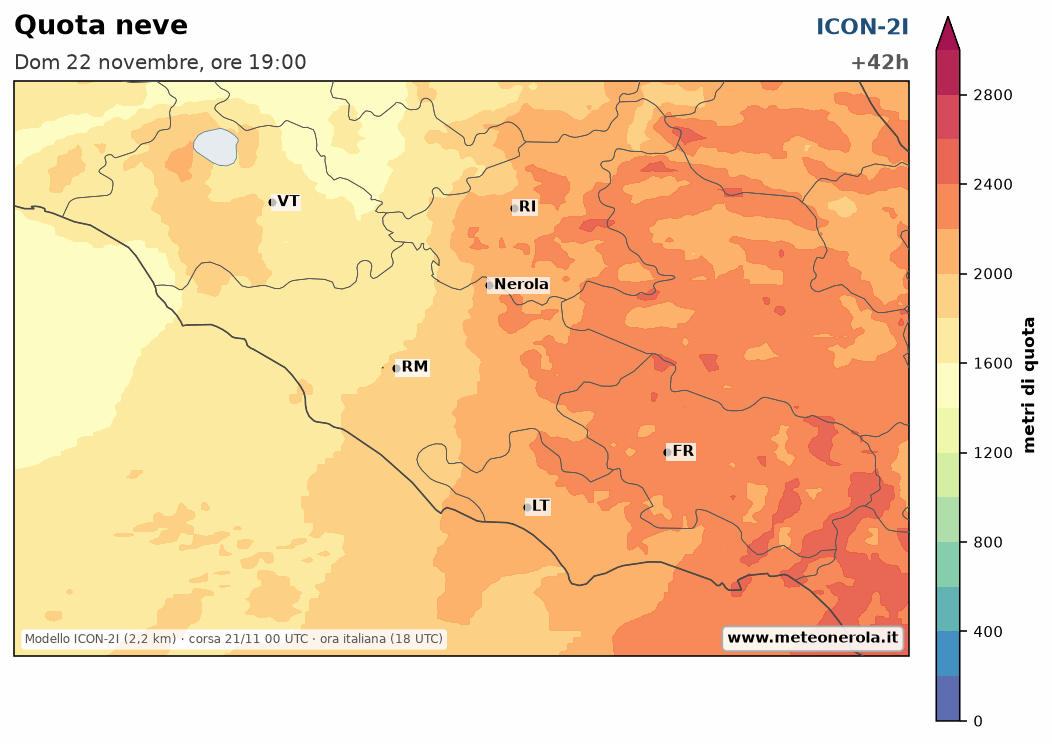 Quota neve
ICON-2I
Dom 22 novembre, ore 19:00
+42h
2800
2400
2000
1600
1200
800
400
0
metri di quota
VT
RI
Nerola
RM
FR
LT
Modello ICON-2I (2,2 km) · corsa 21/11 00 UTC · ora italiana (18 UTC)
www.meteonerola.it